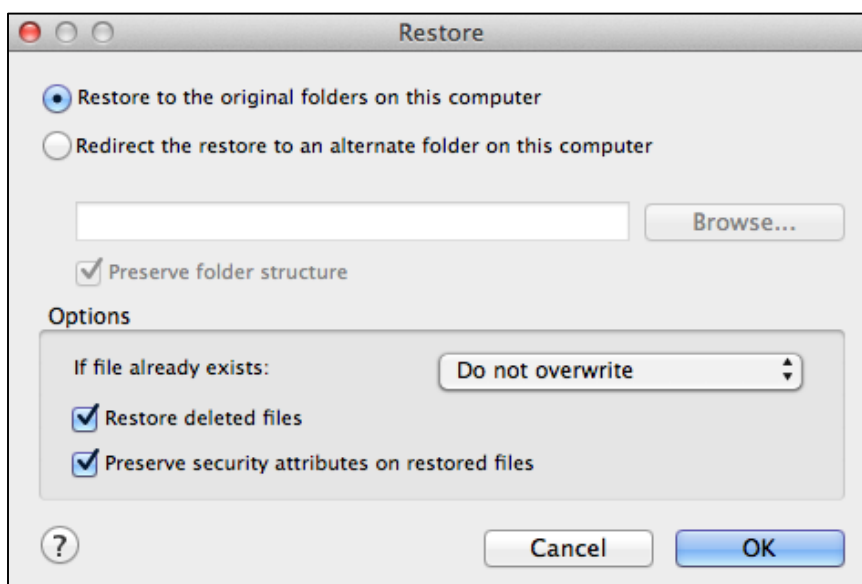 Restore
Restore to the original folders on this computer
Redirect the restore to an alternate folder on this computer
Browse...
Preserve folder structure
Options
If file already exists: Do not overwrite
Restore deleted files
Preserve security attributes on restored files
? Cancel OK